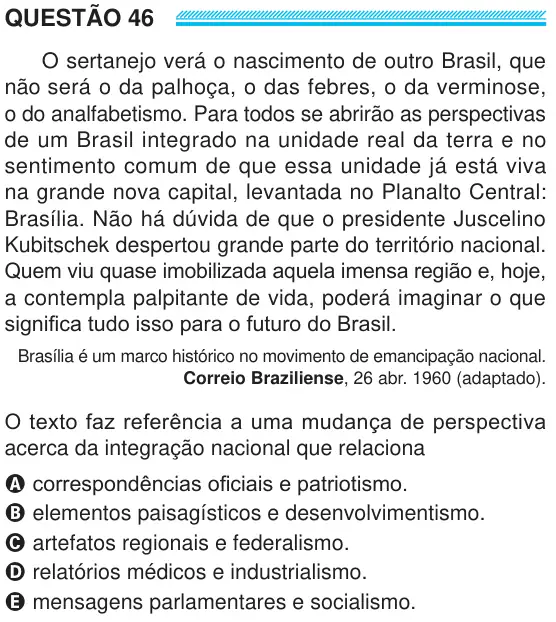 QUESTÃO 46
O sertanejo verá o nascimento de outro Brasil, que
não será o da palhoça, o das febres, o da verminose,
o do analfabetismo. Para todos se abrirão as perspectivas
de um Brasil integrado na unidade real da terra e no
sentimento comum de que essa unidade já está viva
na grande nova capital, levantada no Planalto Central:
Brasília. Não há dúvida de que o presidente Juscelino
Kubitschek despertou grande parte do território nacional.
Quem viu quase imobilizada aquela imensa região e, hoje,
a contempla palpitante de vida, poderá imaginar o que
significa tudo isso para o futuro do Brasil.
Brasília é um marco histórico no movimento de emancipação nacional.
Correio Braziliense, 26 abr. 1960 (adaptado).
O texto faz referência a uma mudança de perspectiva
acerca da integração nacional que relaciona
A correspondências oficiais e patriotismo.
B elementos paisagísticos e desenvolvimentismo.
C artefatos regionais e federalismo.
D relatórios médicos e industrialismo.
E mensagens parlamentares e socialismo.